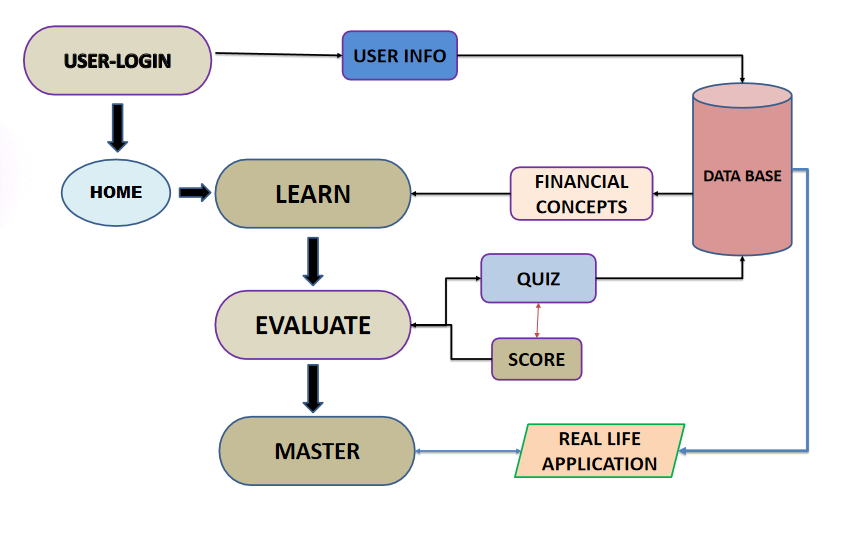 USER-LOGIN
USER INFO
HOME
LEARN
FINANCIAL
CONCEPTS
DATA BASE
EVALUATE
QUIZ
SCORE
MASTER
REAL LIFE
APPLICATION